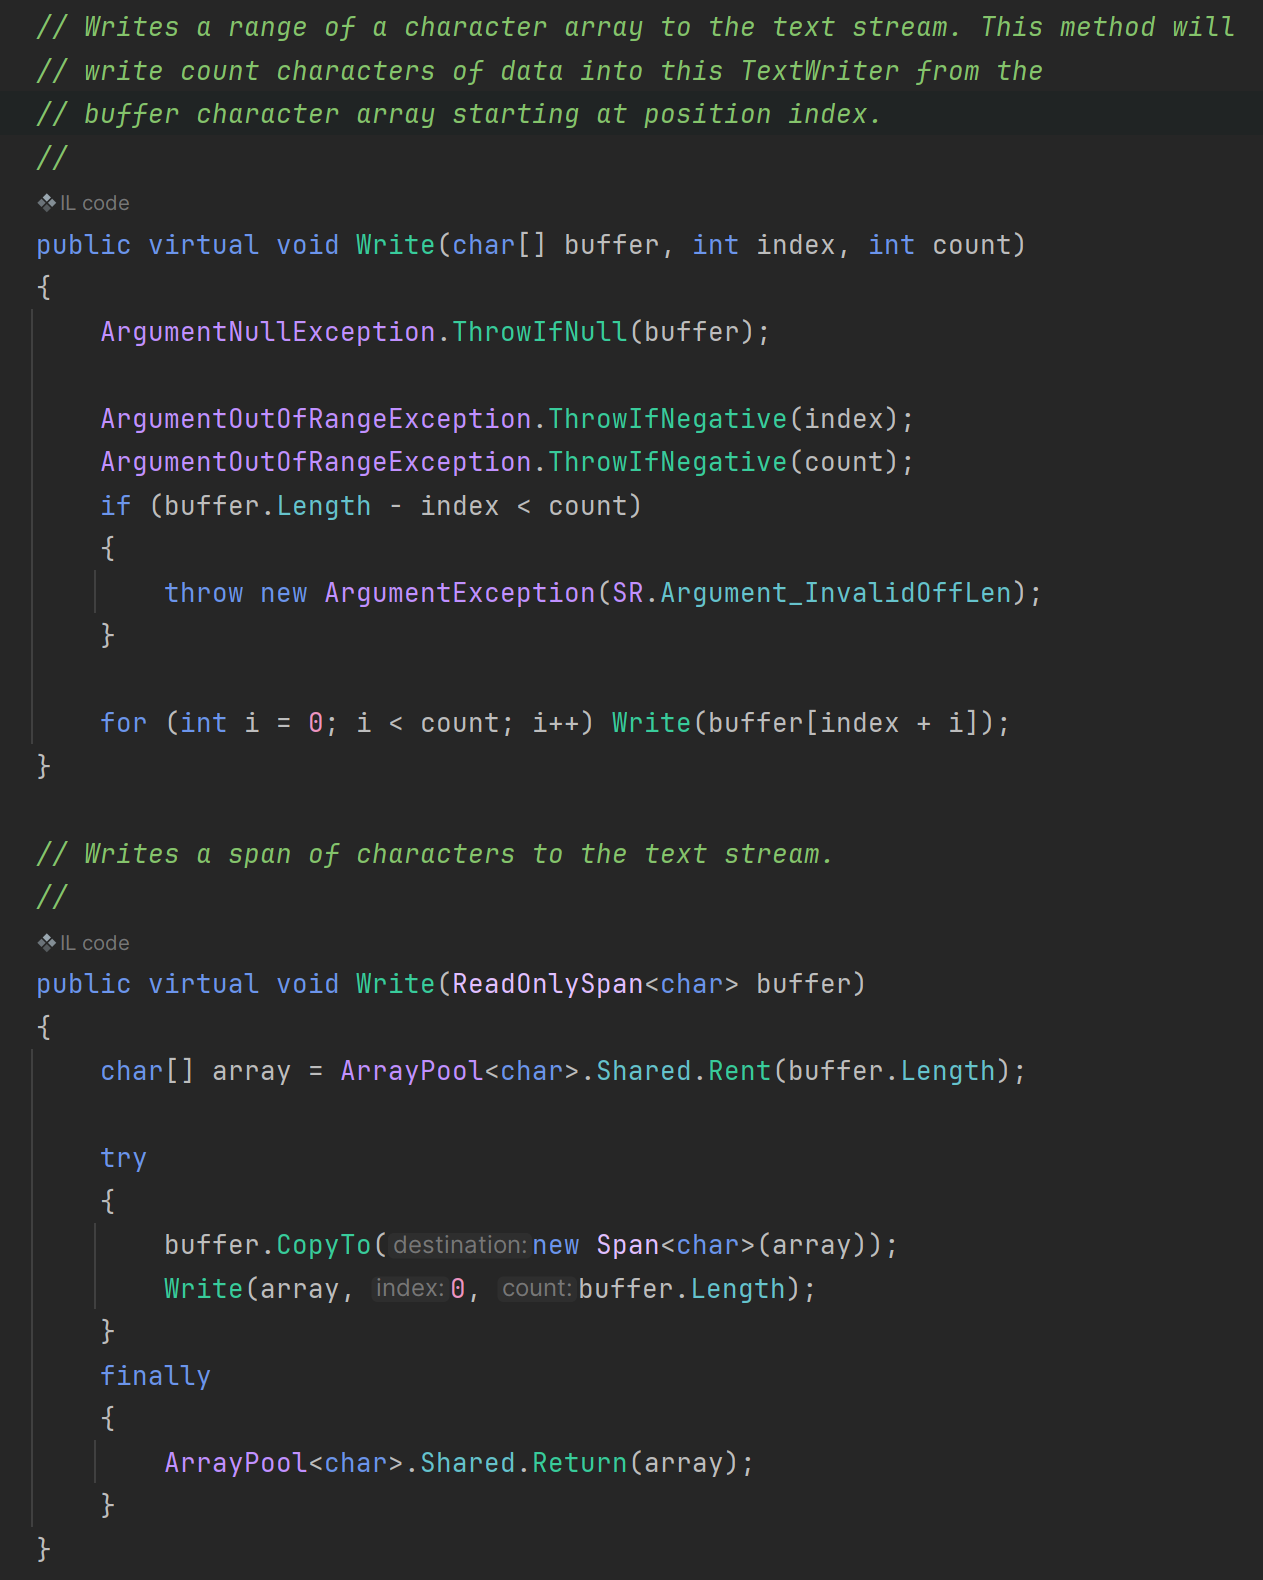 // Writes a range of a character array to the text stream. This method will
// write count characters of data into this TextWriter from the
// buffer character array starting at position index.
//
IL code
public virtual void Write(char[] buffer, int index, int count)
{
    ArgumentNullException.ThrowIfNull(buffer);

    ArgumentOutOfRangeException.ThrowIfNegative(index);
    ArgumentOutOfRangeException.ThrowIfNegative(count);
    if (buffer.Length - index < count)
    {
        throw new ArgumentException(SR.Argument_InvalidOffLen);
    }

    for (int i = 0; i < count; i++) Write(buffer[index + i]);
}

// Writes a span of characters to the text stream.
//
IL code
public virtual void Write(ReadOnlySpan<char> buffer)
{
    char[] array = ArrayPool<char>.Shared.Rent(buffer.Length);

    try
    {
        buffer.CopyTo(destination: new Span<char>(array));
        Write(array, index: 0, count: buffer.Length);
    }
    finally
    {
        ArrayPool<char>.Shared.Return(array);
    }
}